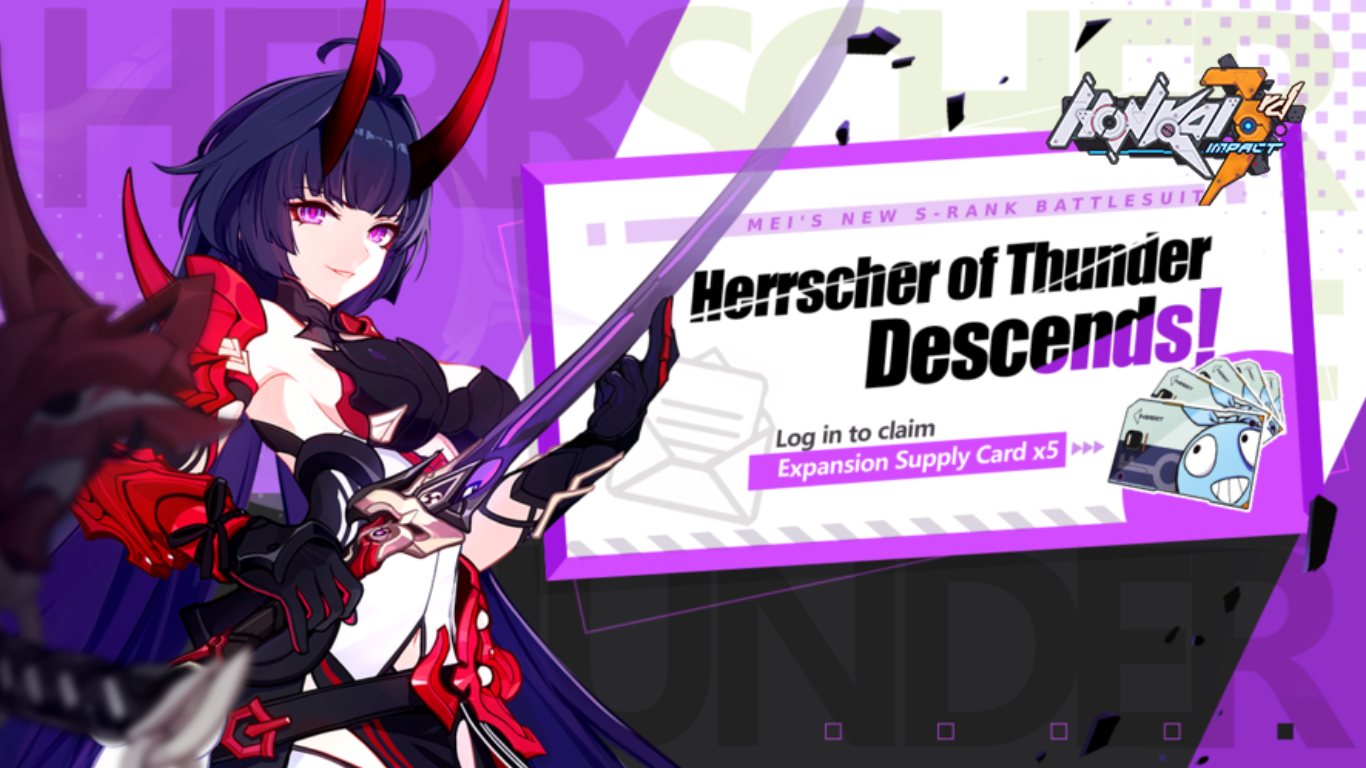 HERRSCHER
HONKAI 3rd
IMPACT
MEI'S NEW S-RANK BATTLESUIT
Herrscher of Thunder
Descends!
Log in to claim
Expansion Supply Card x5
THUNDER